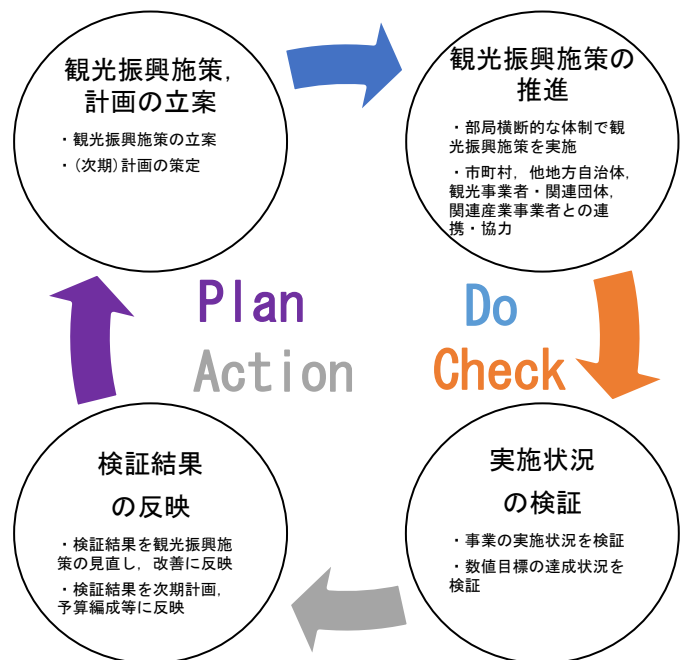 観光振興施策,
計画の立案
・観光振興施策の立案
・(次期)計画の策定
観光振興施策の
推進
・部局横断的な体制で観
光振興施策を実施
・市町村，他地方自治体，
観光事業者・関連団体，
関連産業事業者との連
携・協力
Plan
Do
Action
Check
検証結果
の反映
・検証結果を観光振興施
策の見直し，改善に反映
・検証結果を次期計画，
予算編成等に反映
実施状況
の検証
・事業の実施状況を検証
・数値目標の達成状況を
検証